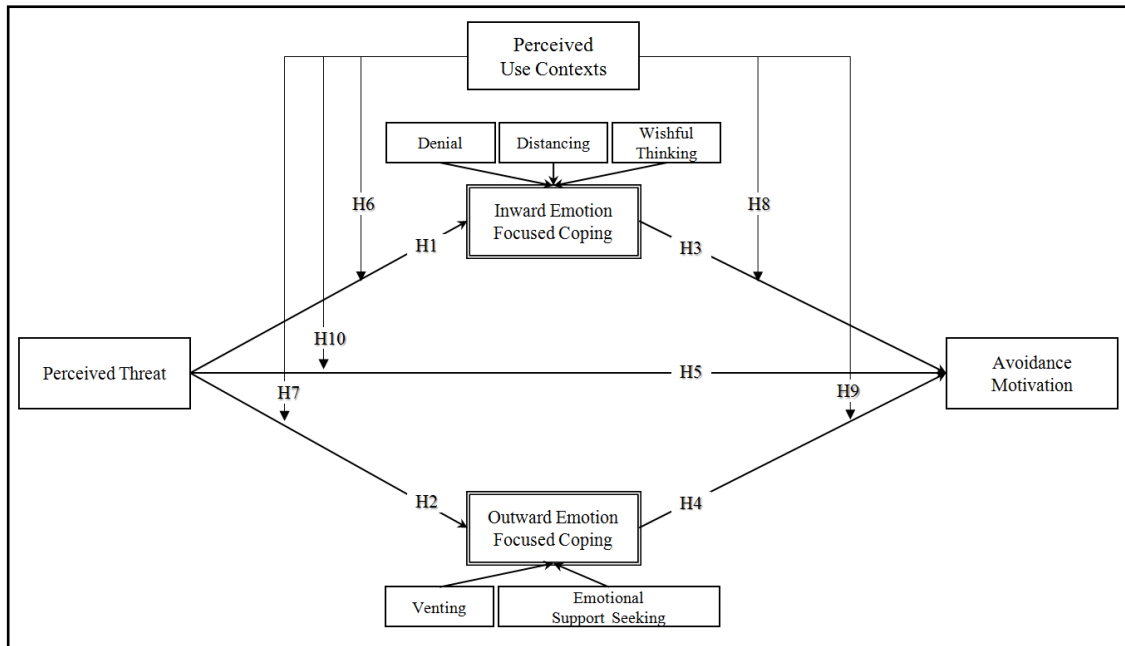 Perceived
Use Contexts
Denial
Distancing
Wishful
Thinking
H6
Inward Emotion
Focused Coping
H8
H1
H3
H10
Perceived Threat
H5
Avoidance
Motivation
H7
H9
H2
Outward Emotion
Focused Coping
H4
Venting
Emotional
Support Seeking